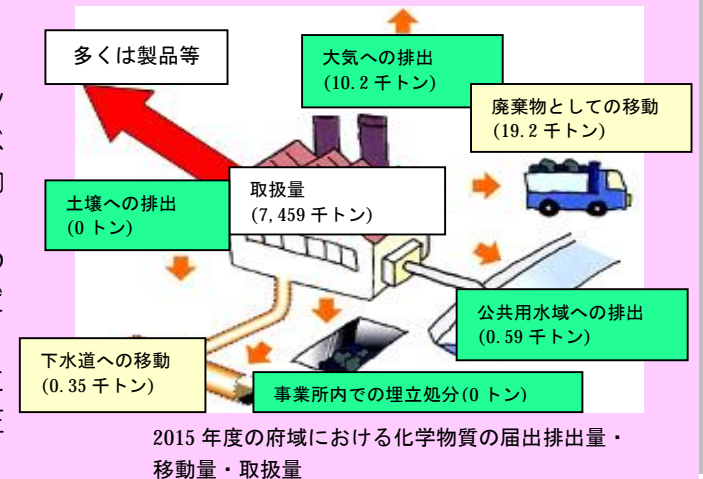 多くは製品等
大気への排出
(10.2 千トン)
廃棄物としての移動
(19.2 千トン)
土壌への排出
(0 トン)
取扱量
(7,459 千トン)
公共用水域への排出
(0.59 千トン)
下水道への移動
(0.35 千トン)
事業所内での埋立処分(0 トン)
2015 年度の府域における化学物質の届出排出量・
移動量・取扱量